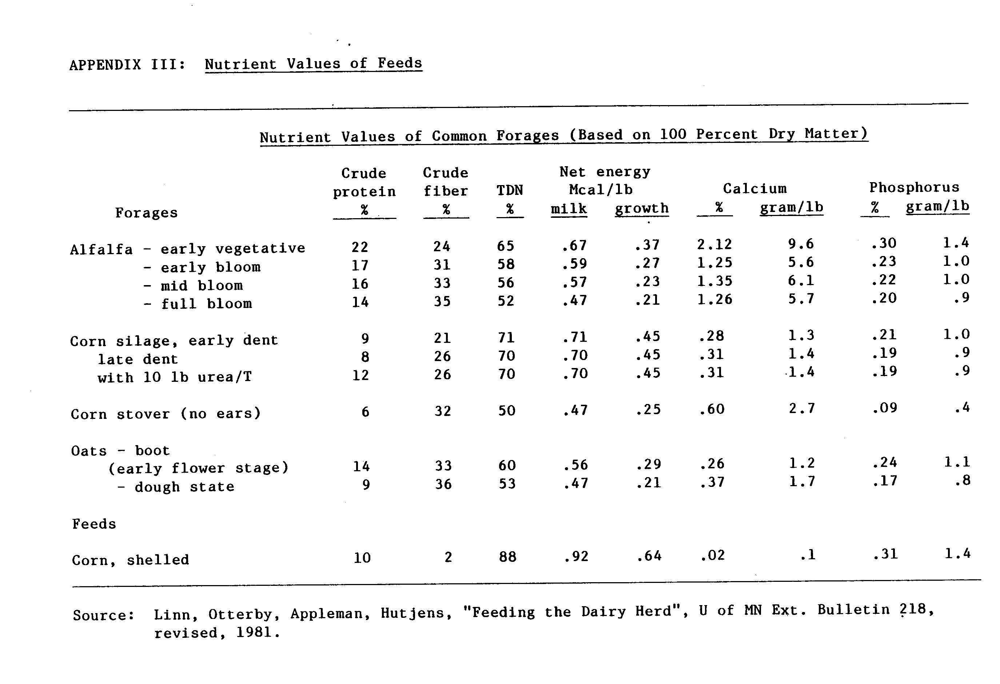 APPENDIX III: Nutrient Values of Feeds
Nutrient Values of Common Forages (Based on 100 Percent Dry Matter)
Crude Crude Net energy
protein fiber TDN Mcal/lb Calcium Phosphorus
Forages % % % milk growth % gram/lb % gram/lb
Alfalfa - early vegetative 22 24 65 .67 .37 2.12 9.6 .30 1.4
- early bloom 17 31 58 .59 .27 1.25 5.6 .23 1.0
- mid bloom 16 33 56 .57 .23 1.35 6.1 .22 1.0
- full bloom 14 35 52 .47 .21 1.26 5.7 .20 .9
Corn silage, early dent 9 21 71 .71 .45 .28 1.3 .21 1.0
late dent 8 26 70 .70 .45 .31 1.4 .19 .9
with 10 lb urea/T 12 26 70 .70 .45 .31 1.4 .19 .9
Corn stover (no ears) 6 32 50 .47 .25 .60 2.7 .09 .4
Oats - boot
(early flower stage) 14 33 60 .56 .29 .26 1.2 .24 1.1
- dough state 9 36 53 .47 .21 .37 1.7 .17 .8
Feeds
Corn, shelled 10 2 88 .92 .64 .02 .1 .31 1.4
Source: Linn, Otterby, Appleman, Hutjens, "Feeding the Dairy Herd", U of MN Ext. Bulletin 218,
revised, 1981.